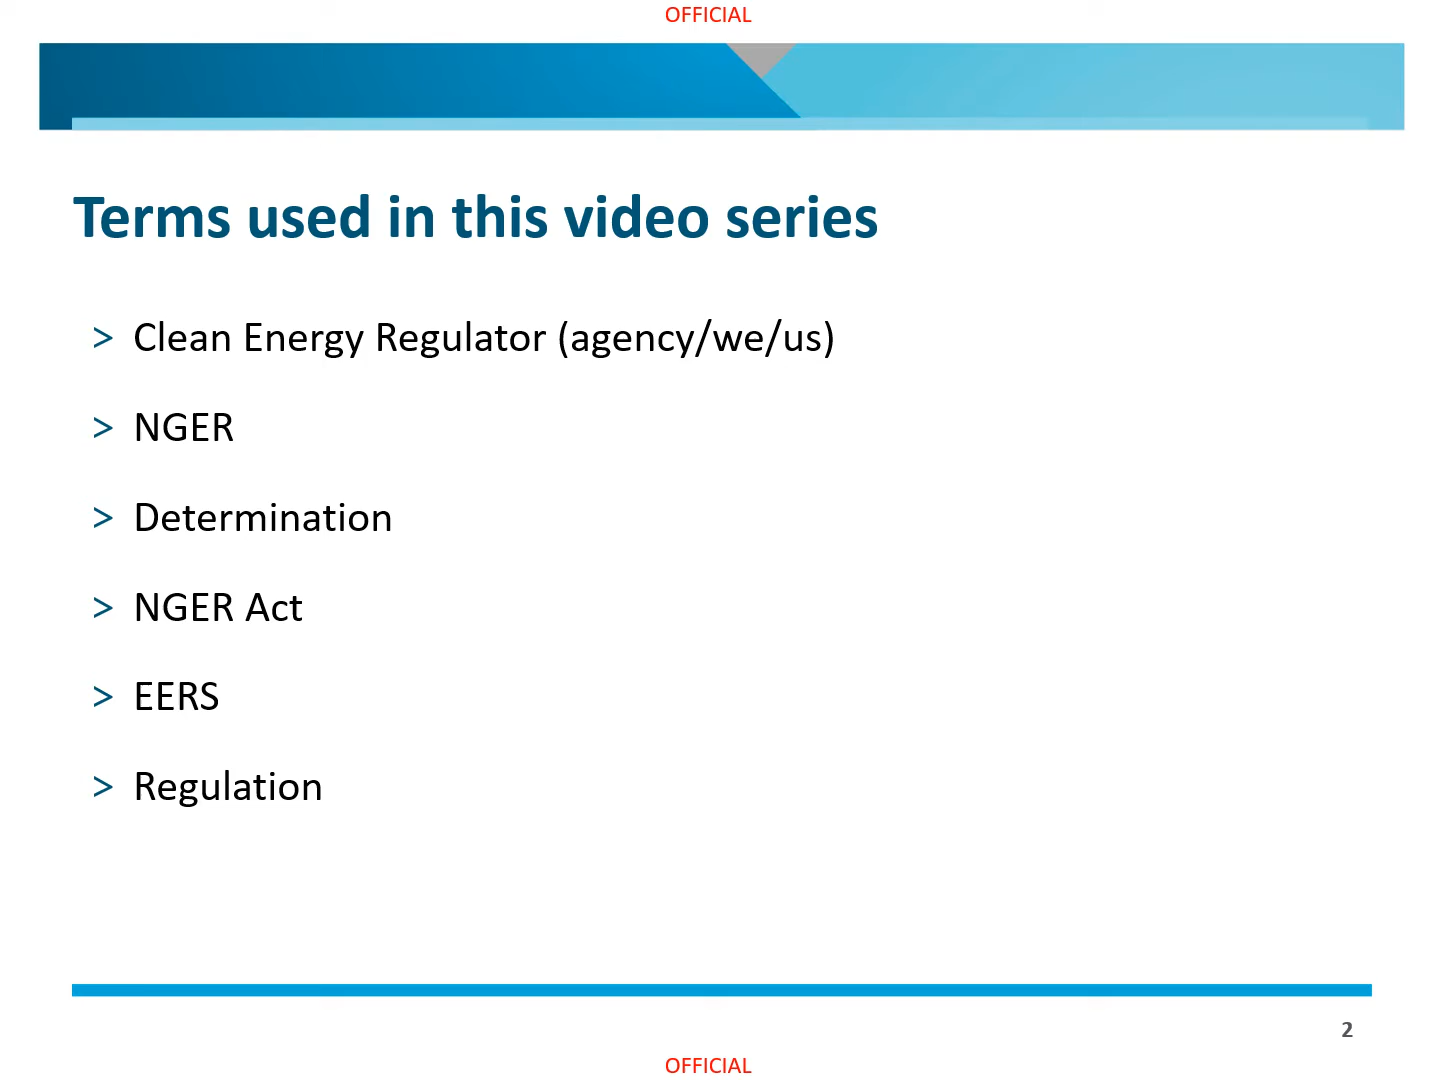 OFFICIAL
Terms used in this video series
> Clean Energy Regulator (agency/we/us)
> NGER
> Determination
> NGER Act
> EERS
> Regulation
2
OFFICIAL